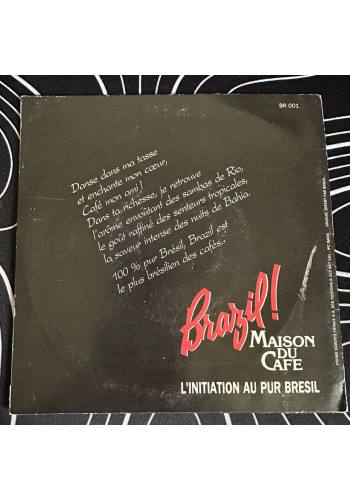 BR 001
Danse dans ma tasse
et enchante mon cœur,
Café mon ami!
Dans ta richesse, je retrouve
l'arôme envoûtant des sambas de Rio,
le goût raffiné des senteurs tropicales,
la saveur intense des nuits de Bahia.
100 % pur Brésil, Brazil est
le plus brésilien des cafés...
Brazil!
MAISON
DU
CAFE
L'INITIATION AU PUR BRESIL